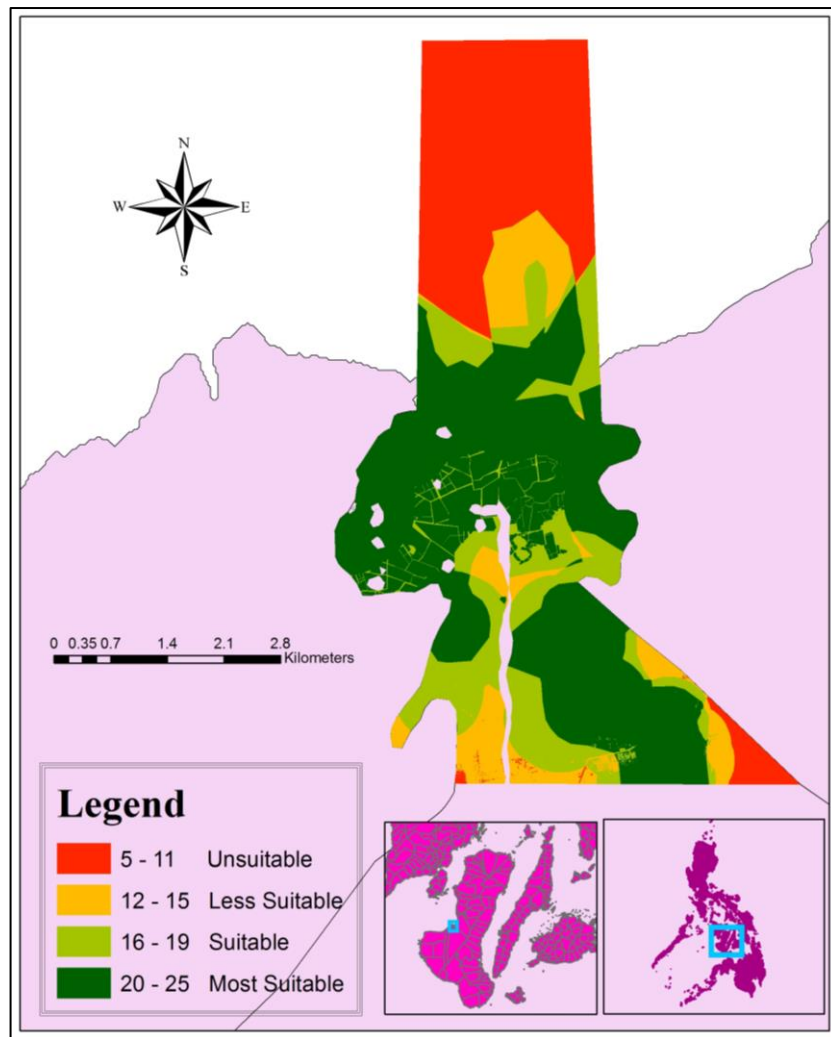 N
W E
S
0 0.35 0.7 1.4 2.1 2.8
Kilometers
Legend
5 - 11 Unsuitable
12 - 15 Less Suitable
16 - 19 Suitable
20 - 25 Most Suitable